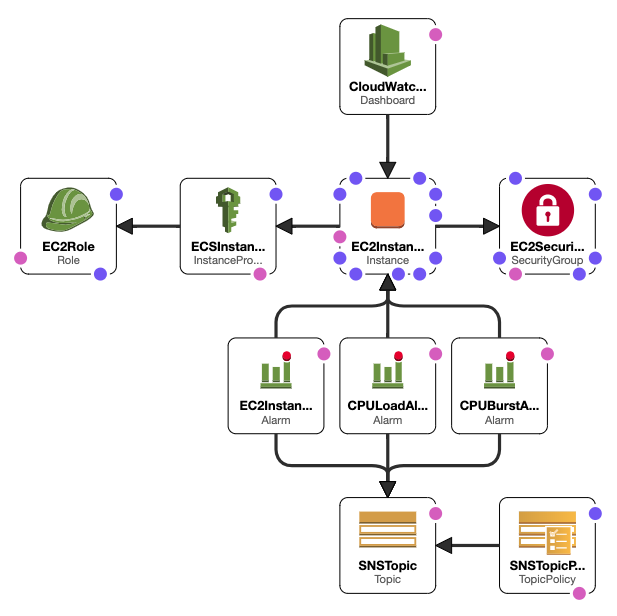 CloudWatc...
Dashboard
EC2Role
Role
ECSInstan...
InstancePro...
EC2Instan...
Instance
EC2Securi...
SecurityGroup
EC2Instan...
Alarm
CPULoadAl...
Alarm
CPUBurstA...
Alarm
SNSTopic
Topic
SNSTopicP...
TopicPolicy